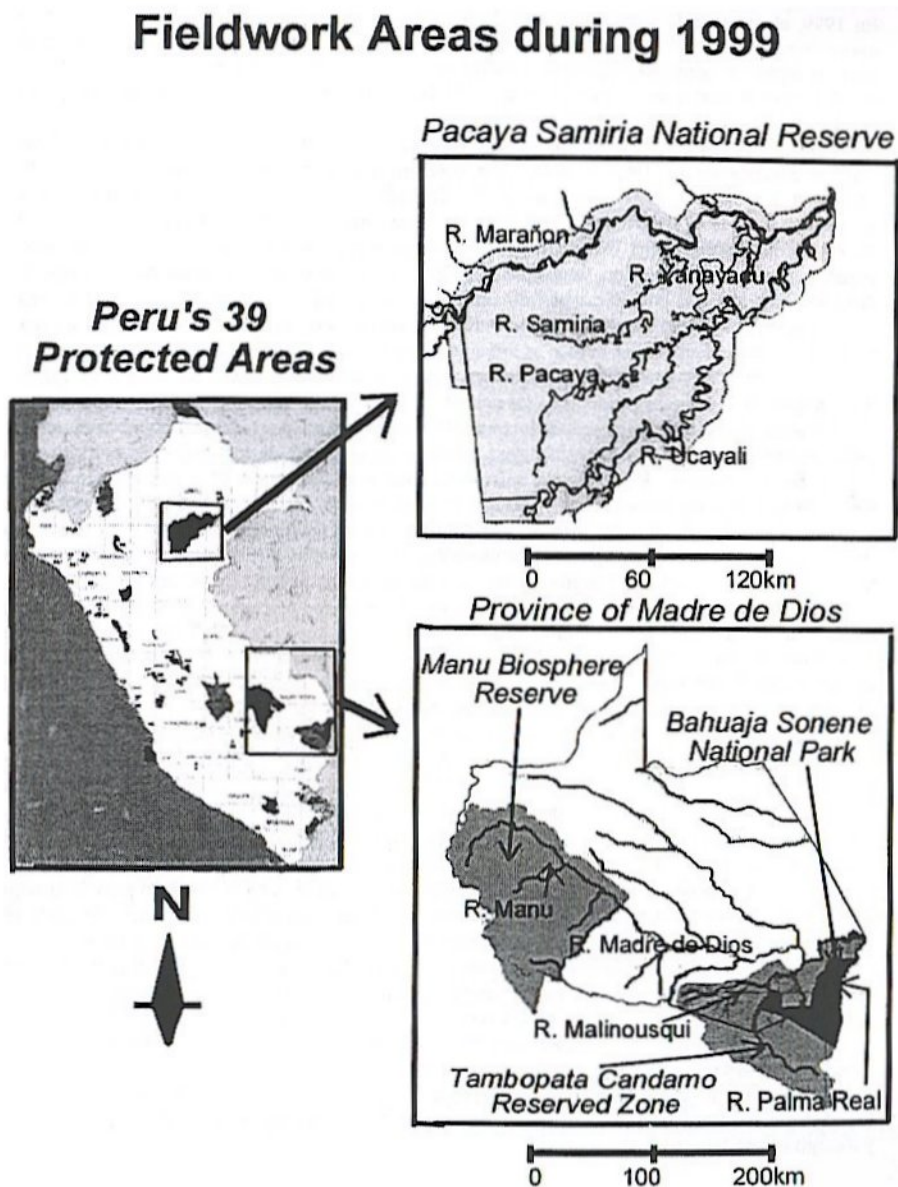 Fieldwork Areas during 1999
Pacaya Samiria National Reserve
R. Marañon
R. Yanayacu
R. Samiria
R. Pacaya
R. Ucayali
0 60 120km
Peru's 39
Protected Areas
N
Province of Madre de Dios
Manu Biosphere
Reserve
Bahuaja Sonene
National Park
R. Manu
R. Madre de Dios
R. Malinousqui
Tambopata Candamo
Reserved Zone
R. Palma Real
0 100 200km